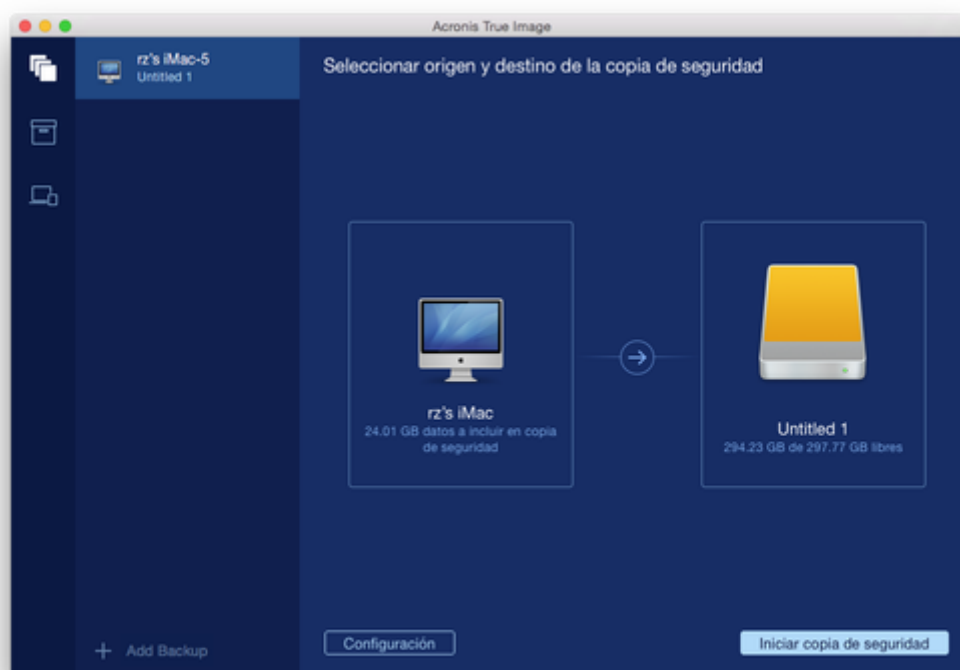 Acronis True Image
rz's iMac-5
Untitled 1
Seleccionar origen y destino de la copia de seguridad
rz's iMac
24.01 GB datos a incluir en copia
de seguridad
Untitled 1
294.23 GB de 297.77 GB libres
Add Backup
Configuración
Iniciar copia de seguridad